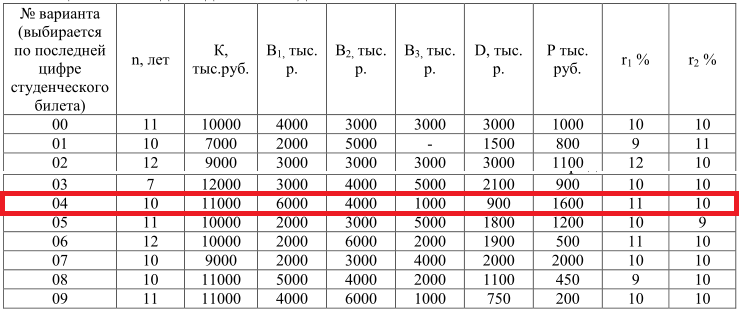 № варианта (выбирается по последней цифре студенческого билета) n, лет К, тыс.руб. В1, тыс. р. В2, тыс. р. В3, тыс. р. D, тыс. р. Р тыс. руб. r1 % r2 %
00 11 10000 4000 3000 3000 3000 1000 10 10
01 10 7000 2000 5000 - 1500 800 9 11
02 12 9000 3000 3000 3000 3000 1100 12 10
03 7 12000 3000 4000 5000 2100 900 10 10
04 10 11000 6000 4000 1000 900 1600 11 10
05 11 10000 2000 3000 5000 1800 1200 10 9
06 12 10000 2000 6000 2000 1900 500 11 10
07 10 9000 2000 3000 4000 2000 2000 10 10
08 10 11000 5000 4000 2000 1100 450 9 10
09 11 11000 4000 6000 1000 750 200 10 10